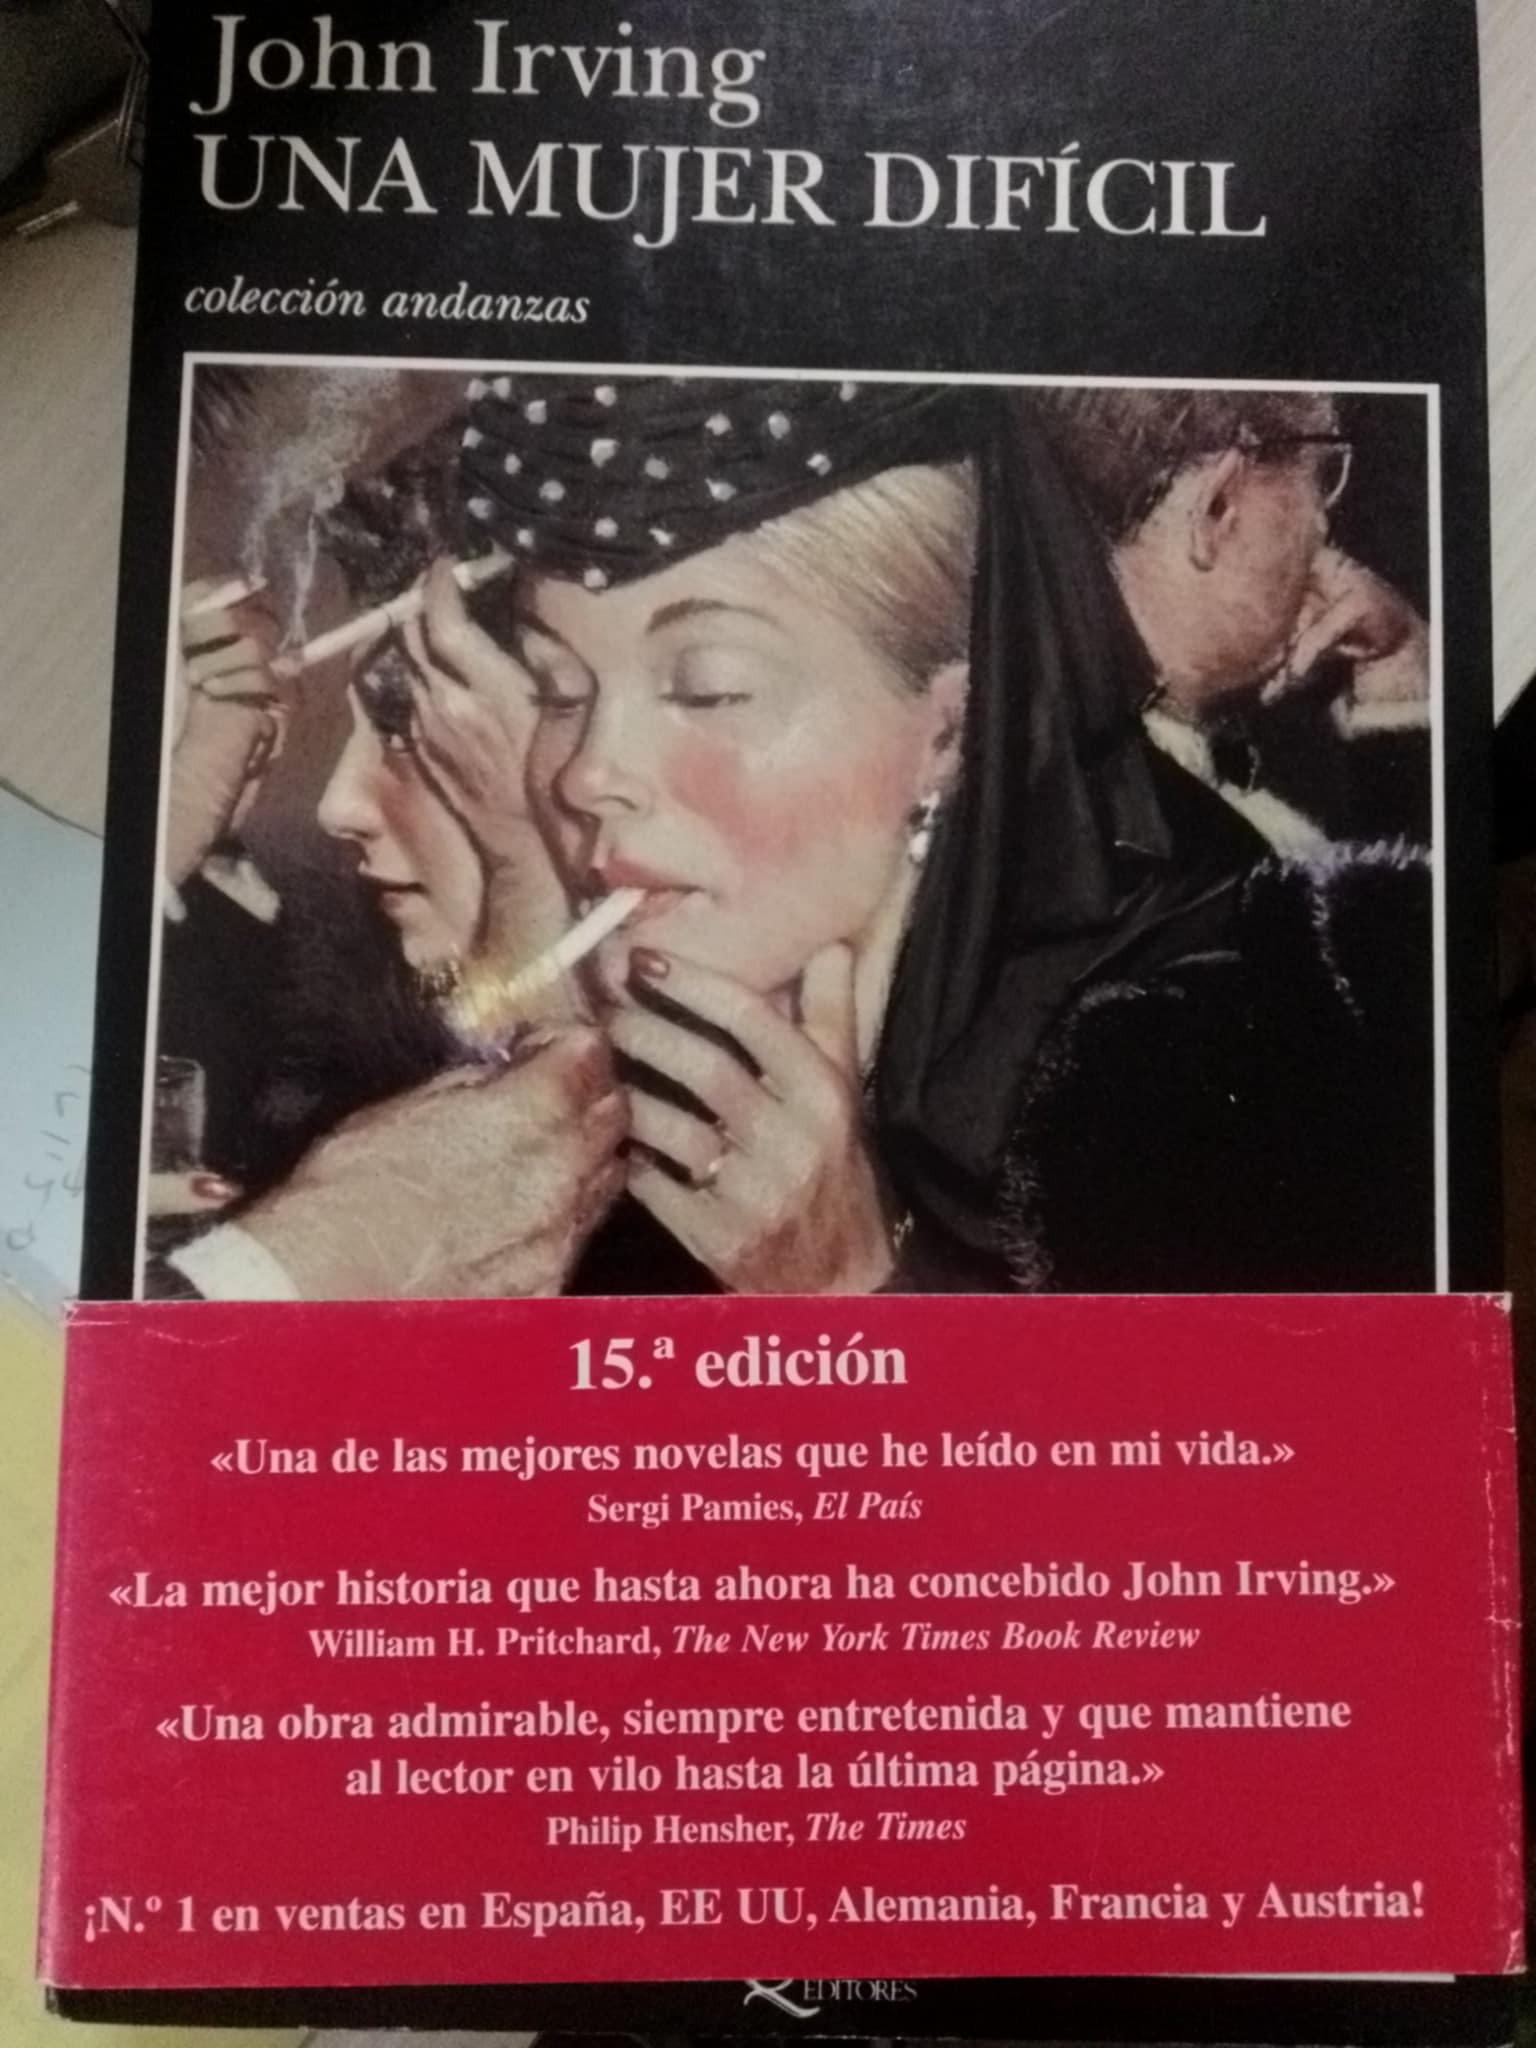 John Irving
UNA MUJER DIFÍCIL
colección andanzas
15.ª edición
«Una de las mejores novelas que he leído en mi vida.»
Sergi Pamies, El País
«La mejor historia que hasta ahora ha concebido John Irving.»
William H. Pritchard, The New York Times Book Review
«Una obra admirable, siempre entretenida y que mantiene
al lector en vilo hasta la última página.»
Philip Hensher, The Times
¡N.º 1 en ventas en España, EE UU, Alemania, Francia y Austria!
EDITORES